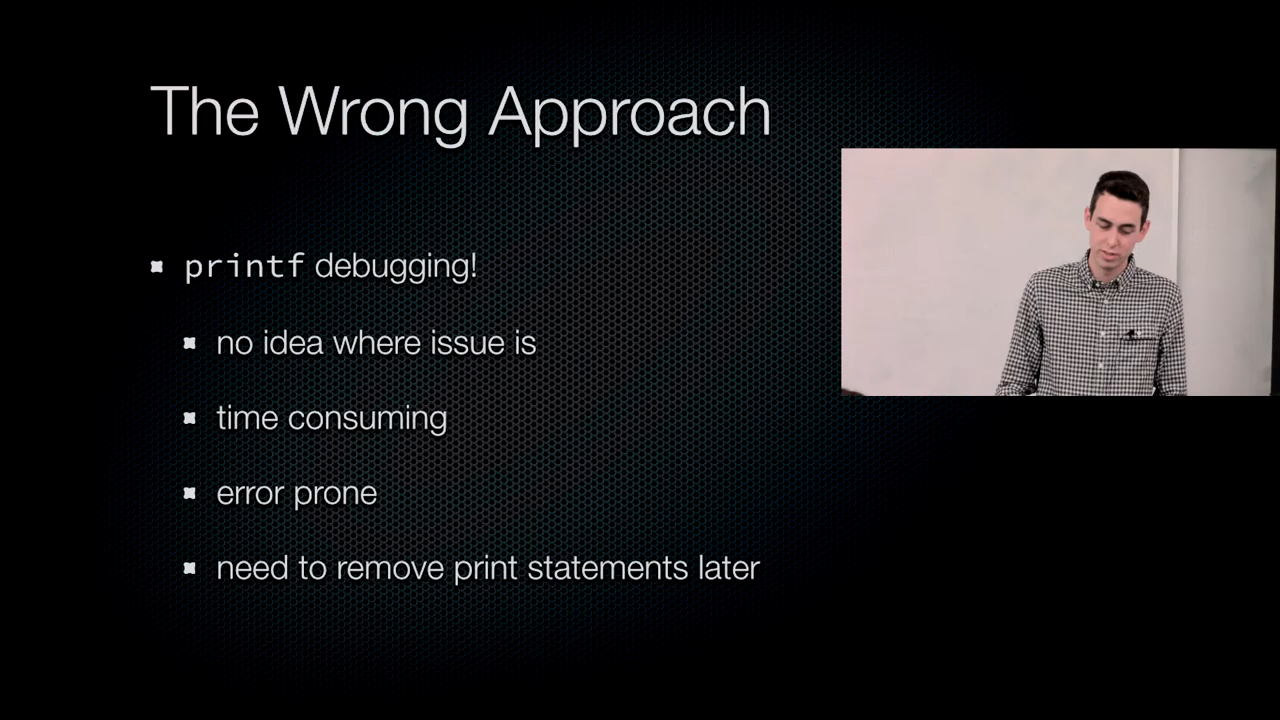 The Wrong Approach
printf debugging!
no idea where issue is
time consuming
error prone
need to remove print statements later